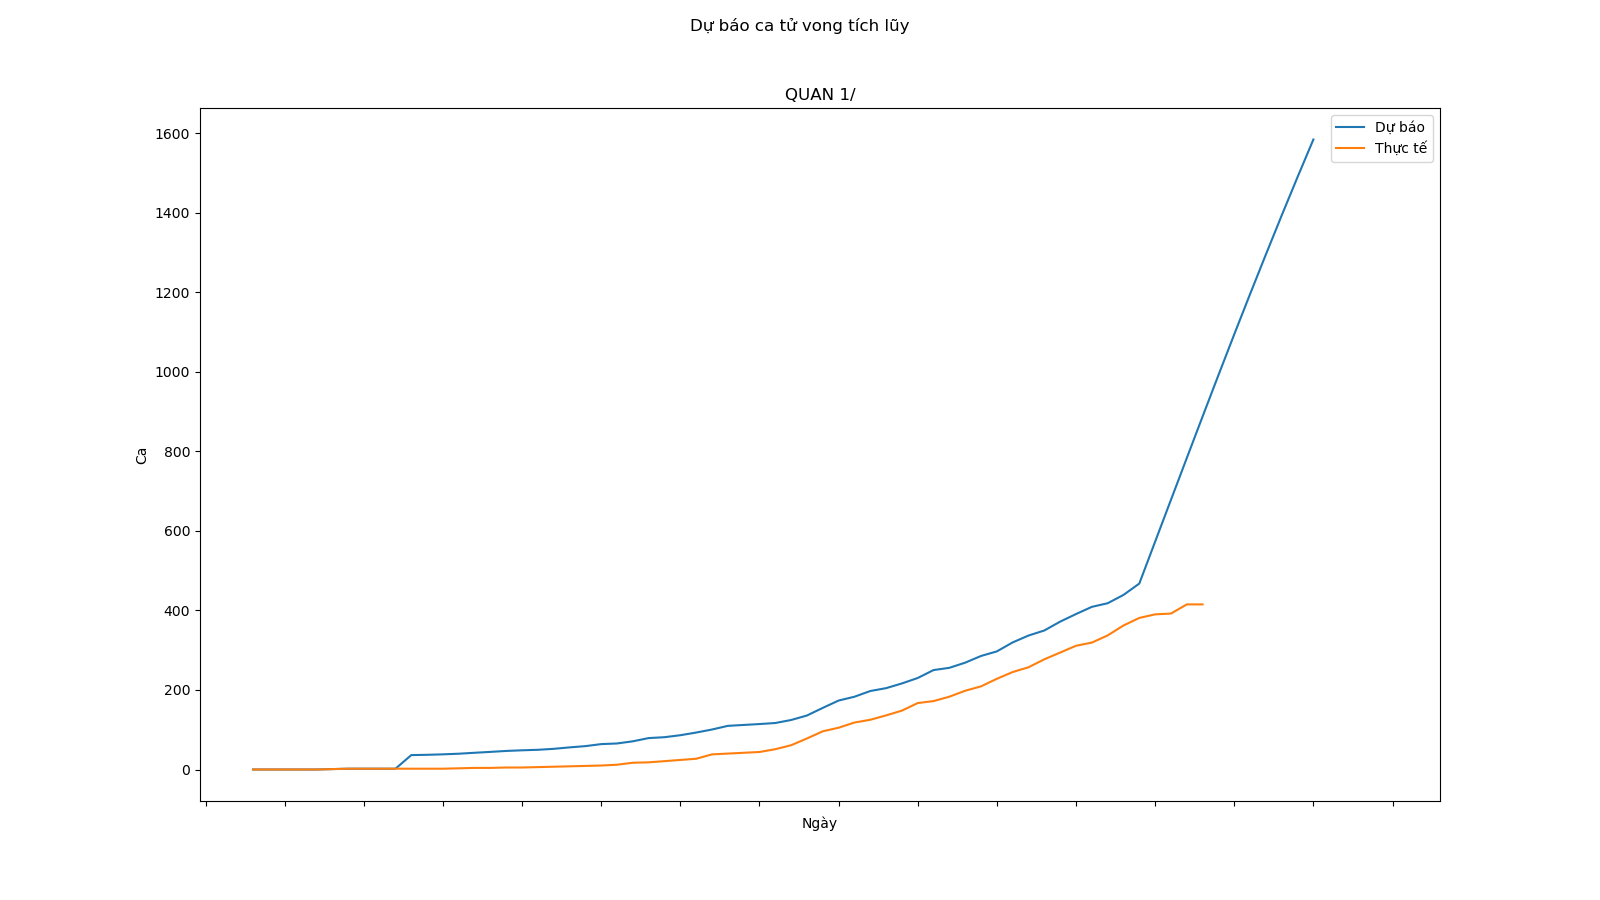 Dự báo ca tử vong tích lũy
QUAN 1/
Dự báo
Thực tế
1600
1400
1200
1000
800
600
400
200
0
Ca
Ngày